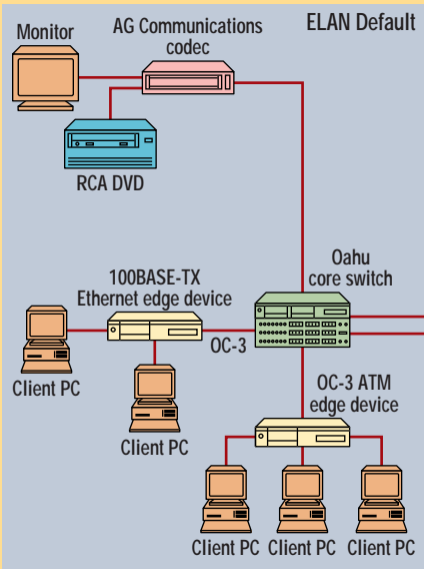 ELAN Default
AG Communications
codec
Monitor
RCA DVD
Oahu
core switch
100BASE-TX
Ethernet edge device
OC-3
Client PC
Client PC
OC-3 ATM
edge device
Client PC
Client PC
Client PC